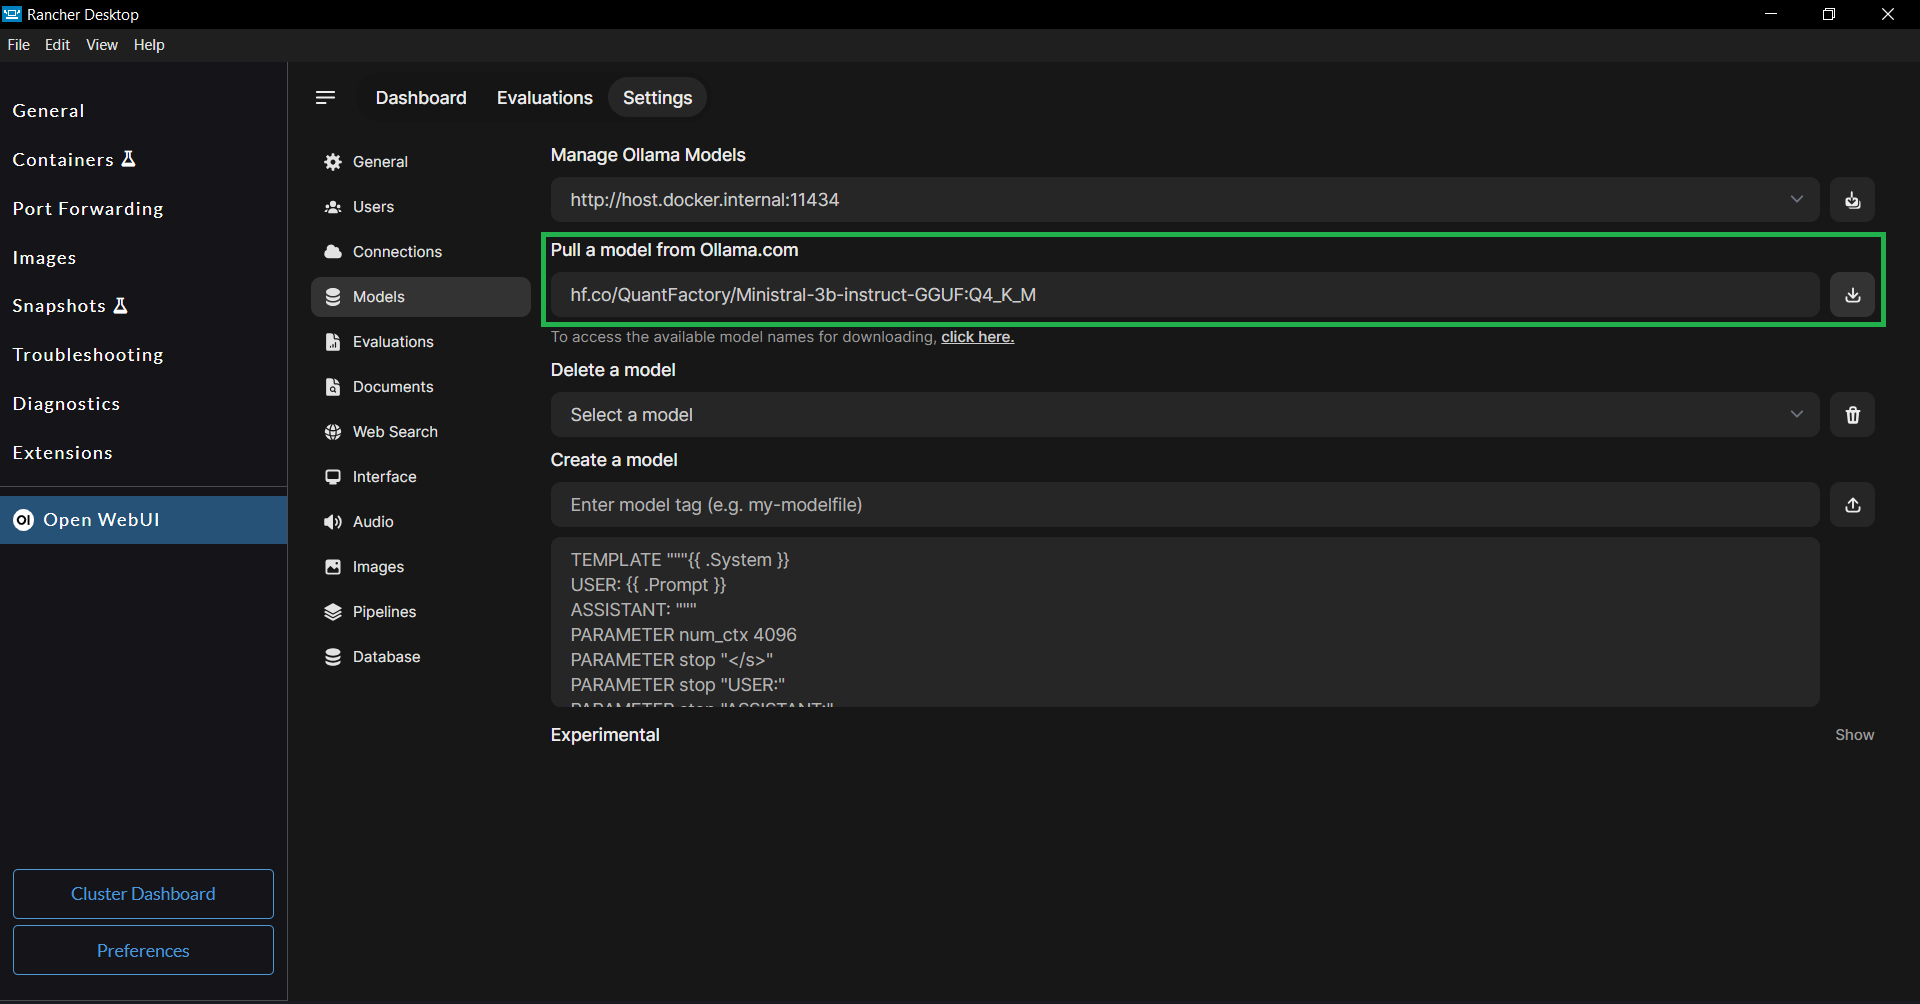 Rancher Desktop
File Edit View Help
General
Containers
Port Forwarding
Images
Snapshots
Troubleshooting
Diagnostics
Extensions
Open WebUI
Cluster Dashboard
Preferences
Dashboard Evaluations Settings
General
Users
Connections
Models
Evaluations
Documents
Web Search
Interface
Audio
Images
Pipelines
Database
Manage Ollama Models
http://host.docker.internal:11434
Pull a model from Ollama.com
hf.co/QuantFactory/Ministral-3b-instruct-GGUF:Q4_K_M
To access the available model names for downloading, click here.
Delete a model
Select a model
Create a model
Enter model tag (e.g. my-modelfile)
TEMPLATE """{{ .System }}
USER: {{ .Prompt }}
ASSISTANT: """
PARAMETER num_ctx 4096
PARAMETER stop "</s>"
PARAMETER stop "USER:"
PARAMETER stop "ASSISTANT:"
Experimental
Show